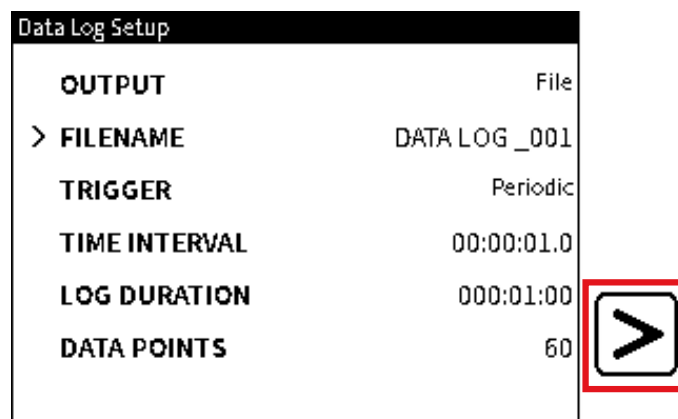 Data Log Setup
OUTPUT File
> FILENAME DATA LOG _001
TRIGGER Periodic
TIME INTERVAL 00:00:01.0
LOG DURATION 000:01:00
DATA POINTS 60
>